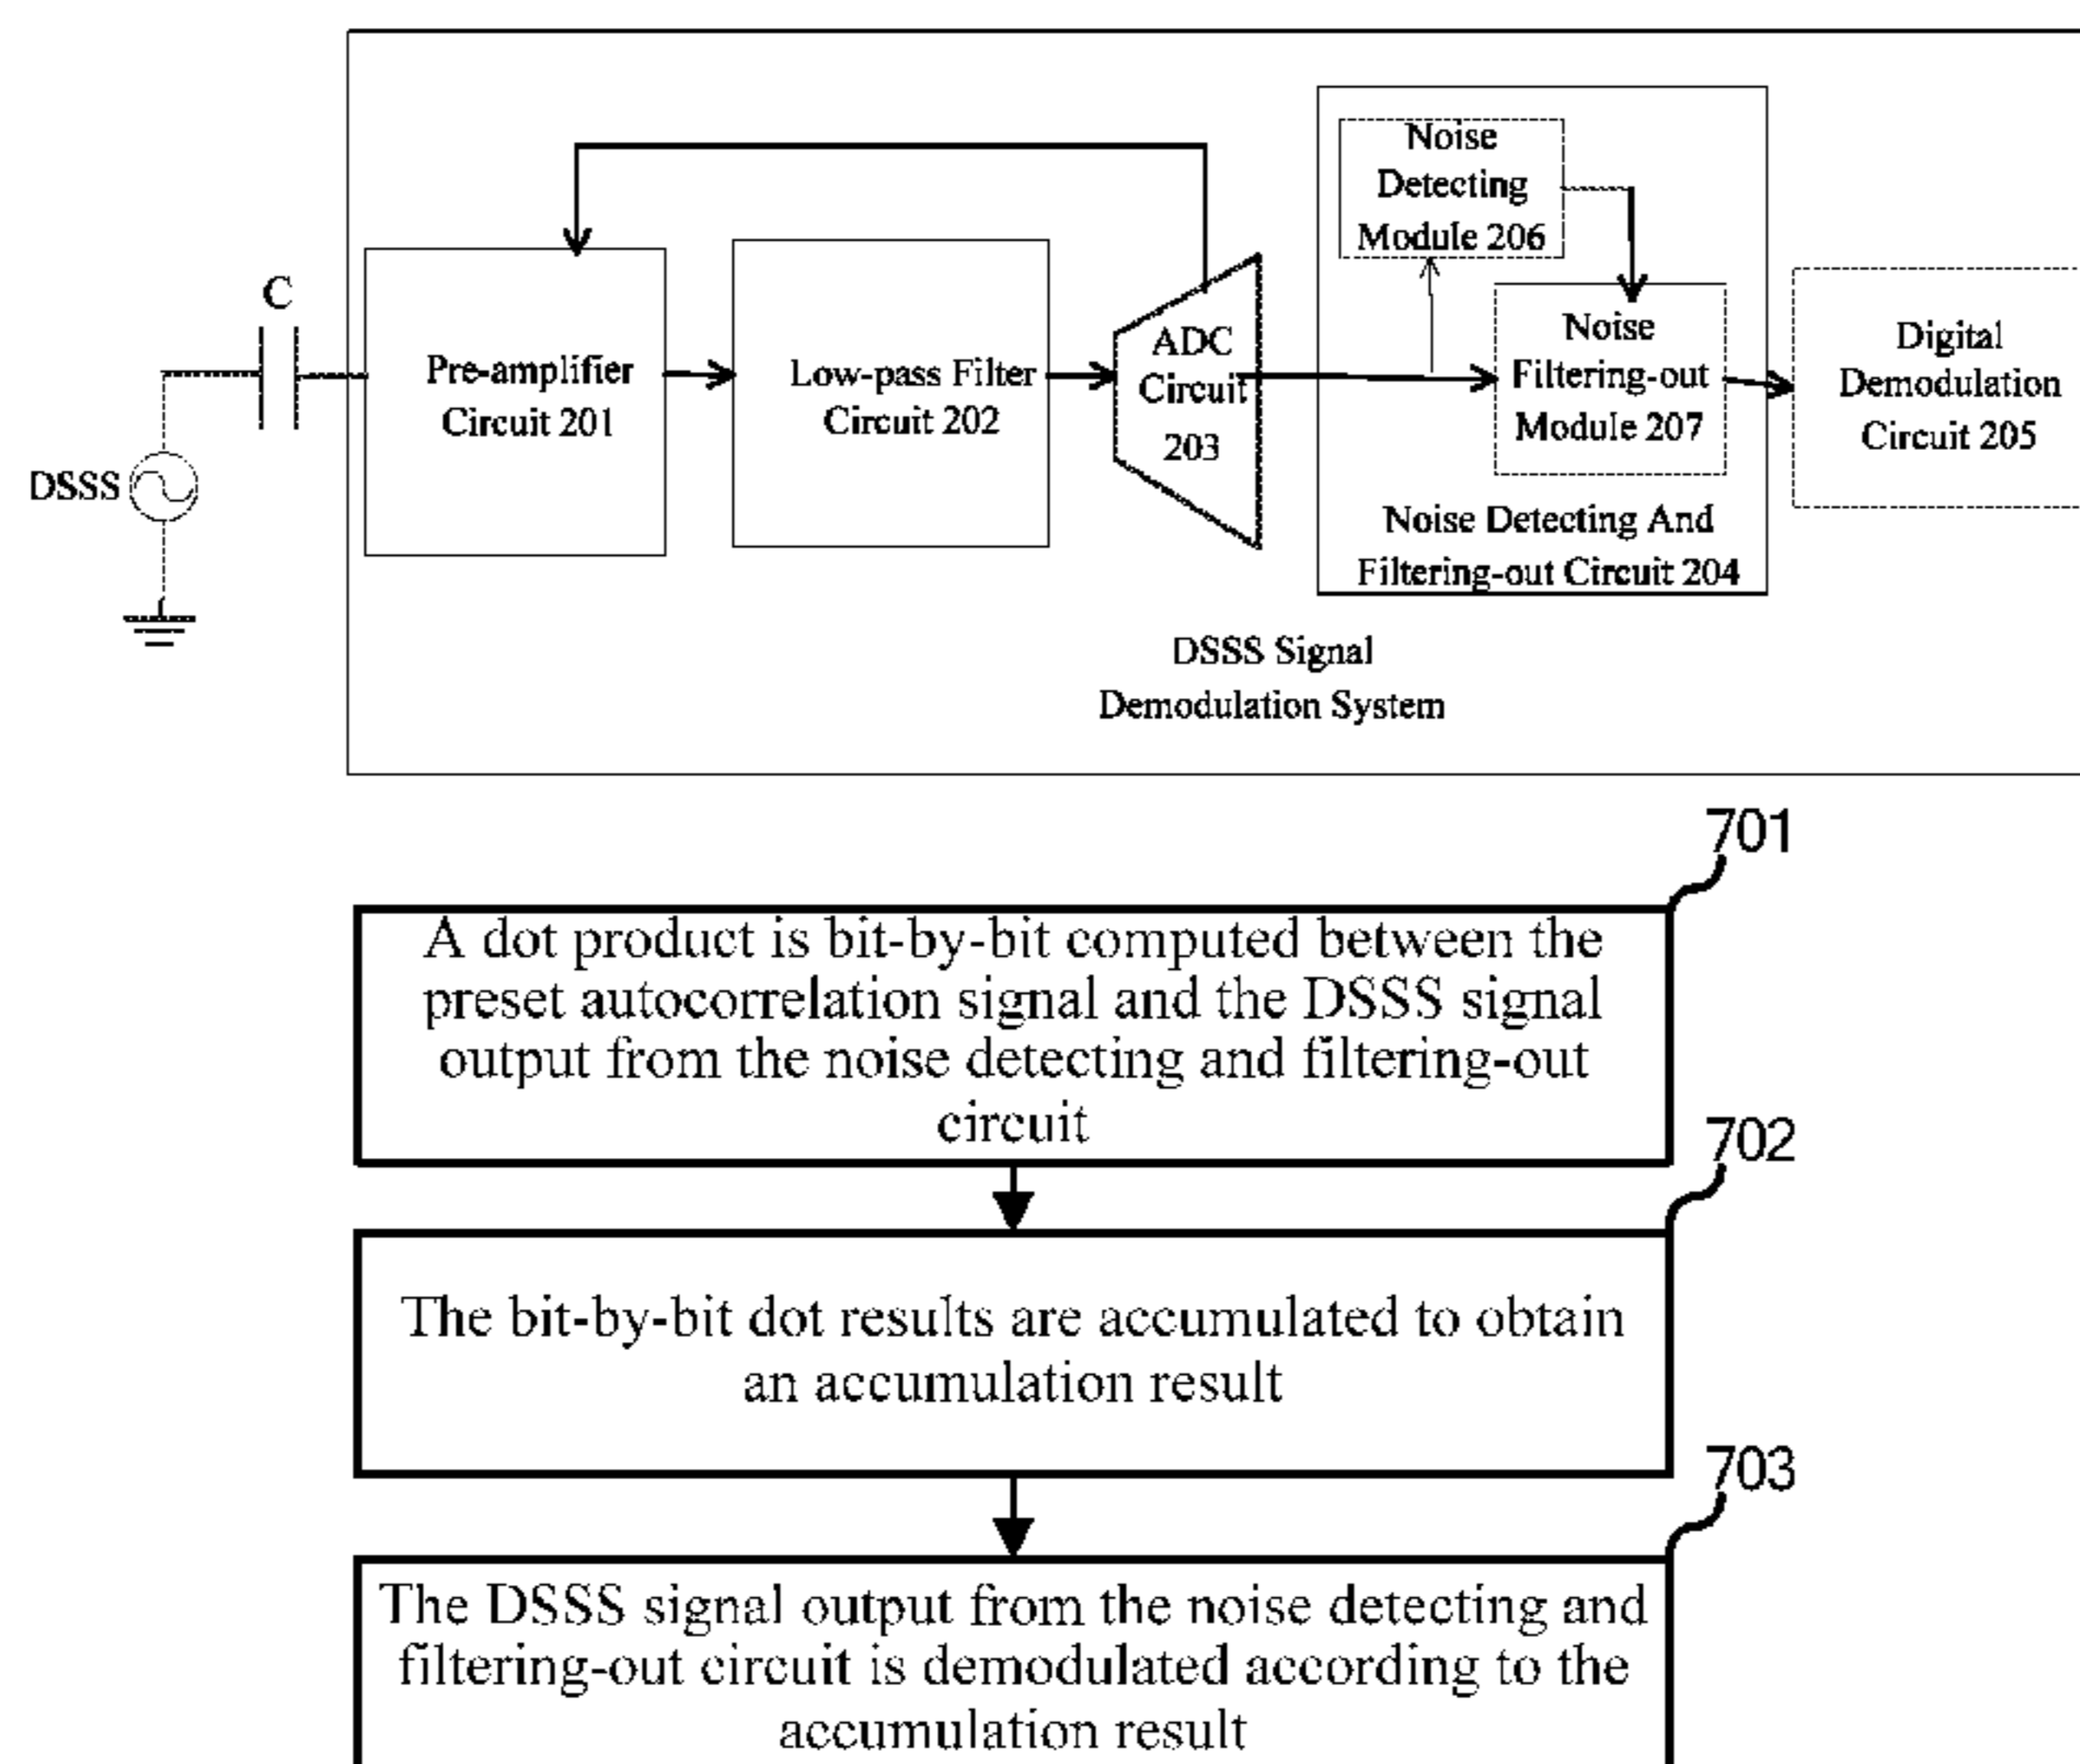 Noise
Detecting
Module 206
C
Pre-amplifier
Circuit 201
Low-pass Filter
Circuit 202
ADC
Circuit
203
Noise
Filtering-out
Module 207
Digital
Demodulation
Circuit 205
DSSS
Noise Detecting And
Filtering-out Circuit 204
DSSS Signal
Demodulation System
701
A dot product is bit-by-bit computed between the
preset autocorrelation signal and the DSSS signal
output from the noise detecting and filtering-out
circuit
702
The bit-by-bit dot results are accumulated to obtain
an accumulation result
703
The DSSS signal output from the noise detecting and
filtering-out circuit is demodulated according to the
accumulation result